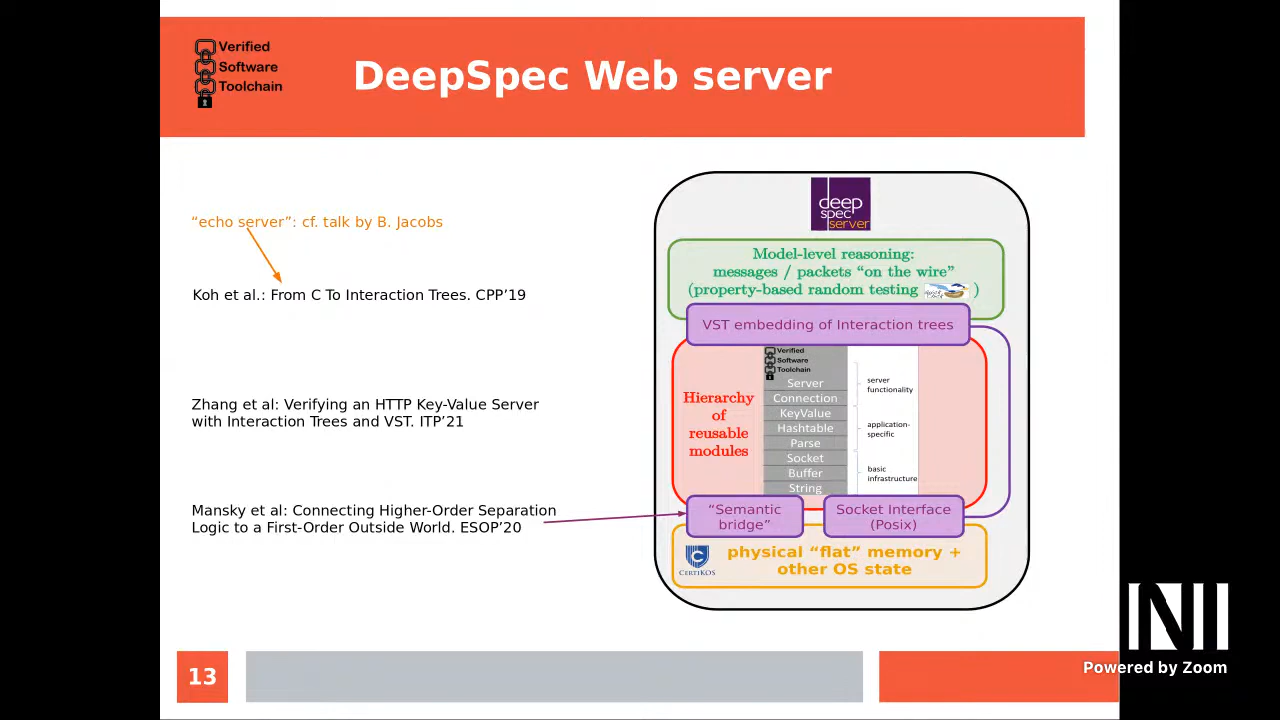 Verified
Software
Toolchain
DeepSpec Web server
“echo server”: cf. talk by B. Jacobs
Koh et al.: From C To Interaction Trees. CPP’19
Zhang et al: Verifying an HTTP Key-Value Server
with Interaction Trees and VST. ITP’21
Mansky et al: Connecting Higher-Order Separation
Logic to a First-Order Outside World. ESOP’20
deep
spec
server
Model-level reasoning:
messages / packets “on the wire”
(property-based random testing )
VST embedding of Interaction trees
Hierarchy
of
reusable
modules
Verified
Software
Toolchain
Server
Connection
KeyValue
Hashtable
Parse
Socket
Buffer
String
server
functionality
application-
specific
basic
infrastructure
“Semantic
bridge”
Socket Interface
(Posix)
CERTIKOS
physical “flat” memory +
other OS state
13
NII
Powered by Zoom